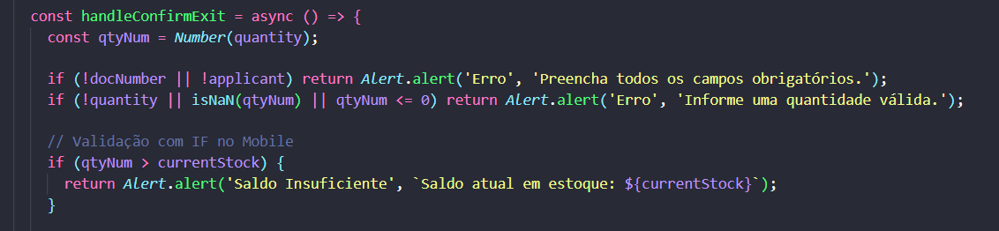 const handleConfirmExit = async () => {
const qtyNum = Number(quantity);
if (!docNumber || !applicant) return Alert.alert('Erro', 'Preencha todos os campos obrigatórios.');
if (!quantity || isNaN(qtyNum) || qtyNum <= 0) return Alert.alert('Erro', 'Informe uma quantidade válida.');
// Validação com IF no Mobile
if (qtyNum > currentStock) {
return Alert.alert('Saldo Insuficiente', `Saldo atual em estoque: ${currentStock}`);
}